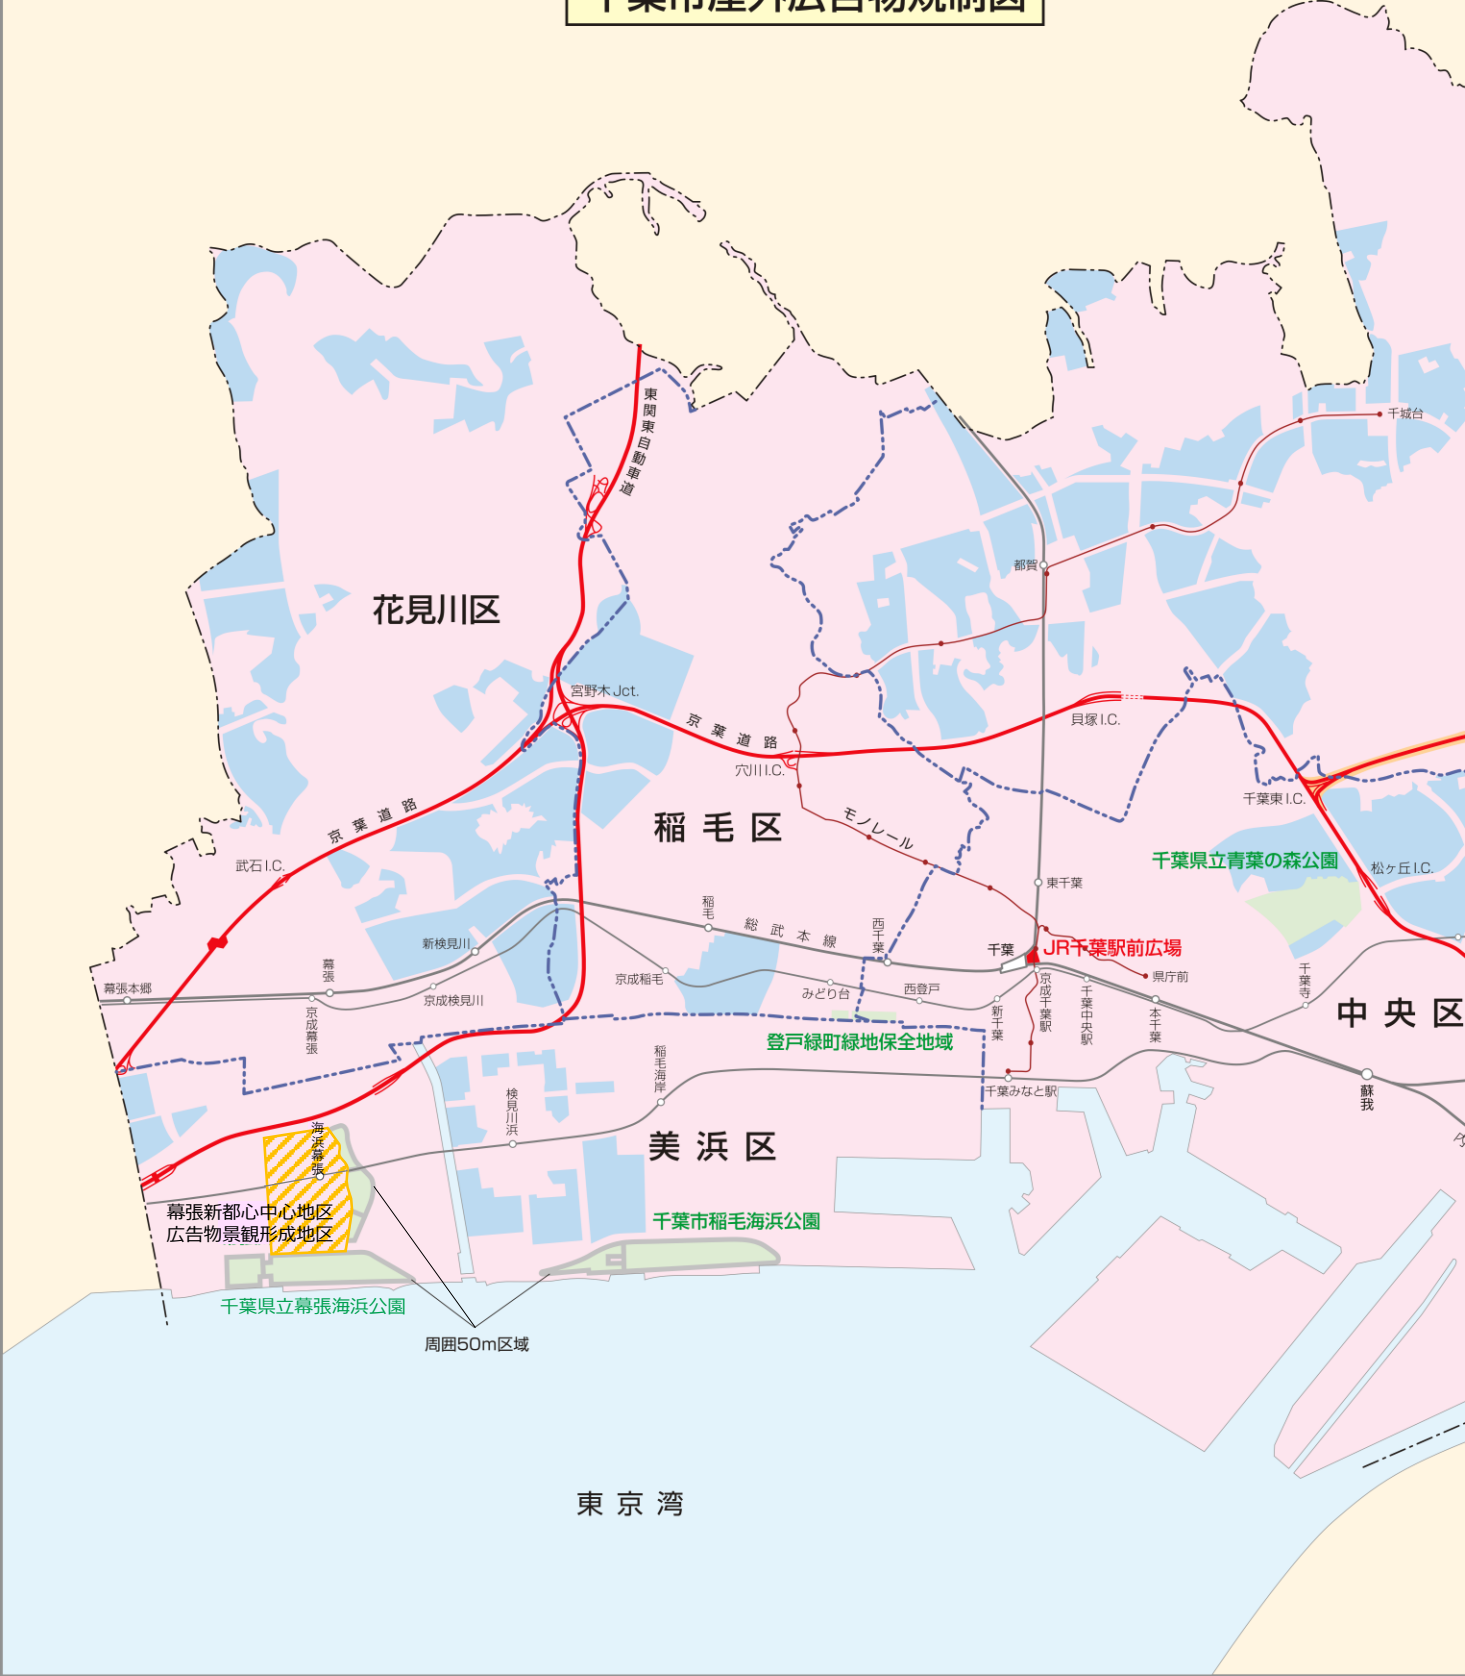 千葉市屋外広告物規制図
東関東自動車道
千城台
都賀
花見川区
宮野木 Jct.
京葉道路
穴川 I.C.
貝塚 I.C.
京葉道路
稲毛区
モノレール
千葉東 I.C.
武石 I.C.
千葉県立青葉の森公園
松ヶ丘 I.C.
東千葉
稲毛
総武本線
西千葉
新検見川
千葉
JR千葉駅前広場
幕張本郷
幕張
京成稲毛
みどり台
西登戸
県庁前
千葉寺
京成検見川
京成幕張
新千葉
京成千葉駅
千葉中央駅
本千葉
中央区
登戸緑町緑地保全地域
稲毛海岸
千葉みなと駅
検見川浜
蘇我
海浜幕張
美浜区
幕張新都心中心地区
広告物景観形成地区
千葉市稲毛海浜公園
千葉県立幕張海浜公園
周囲50m区域
東京湾